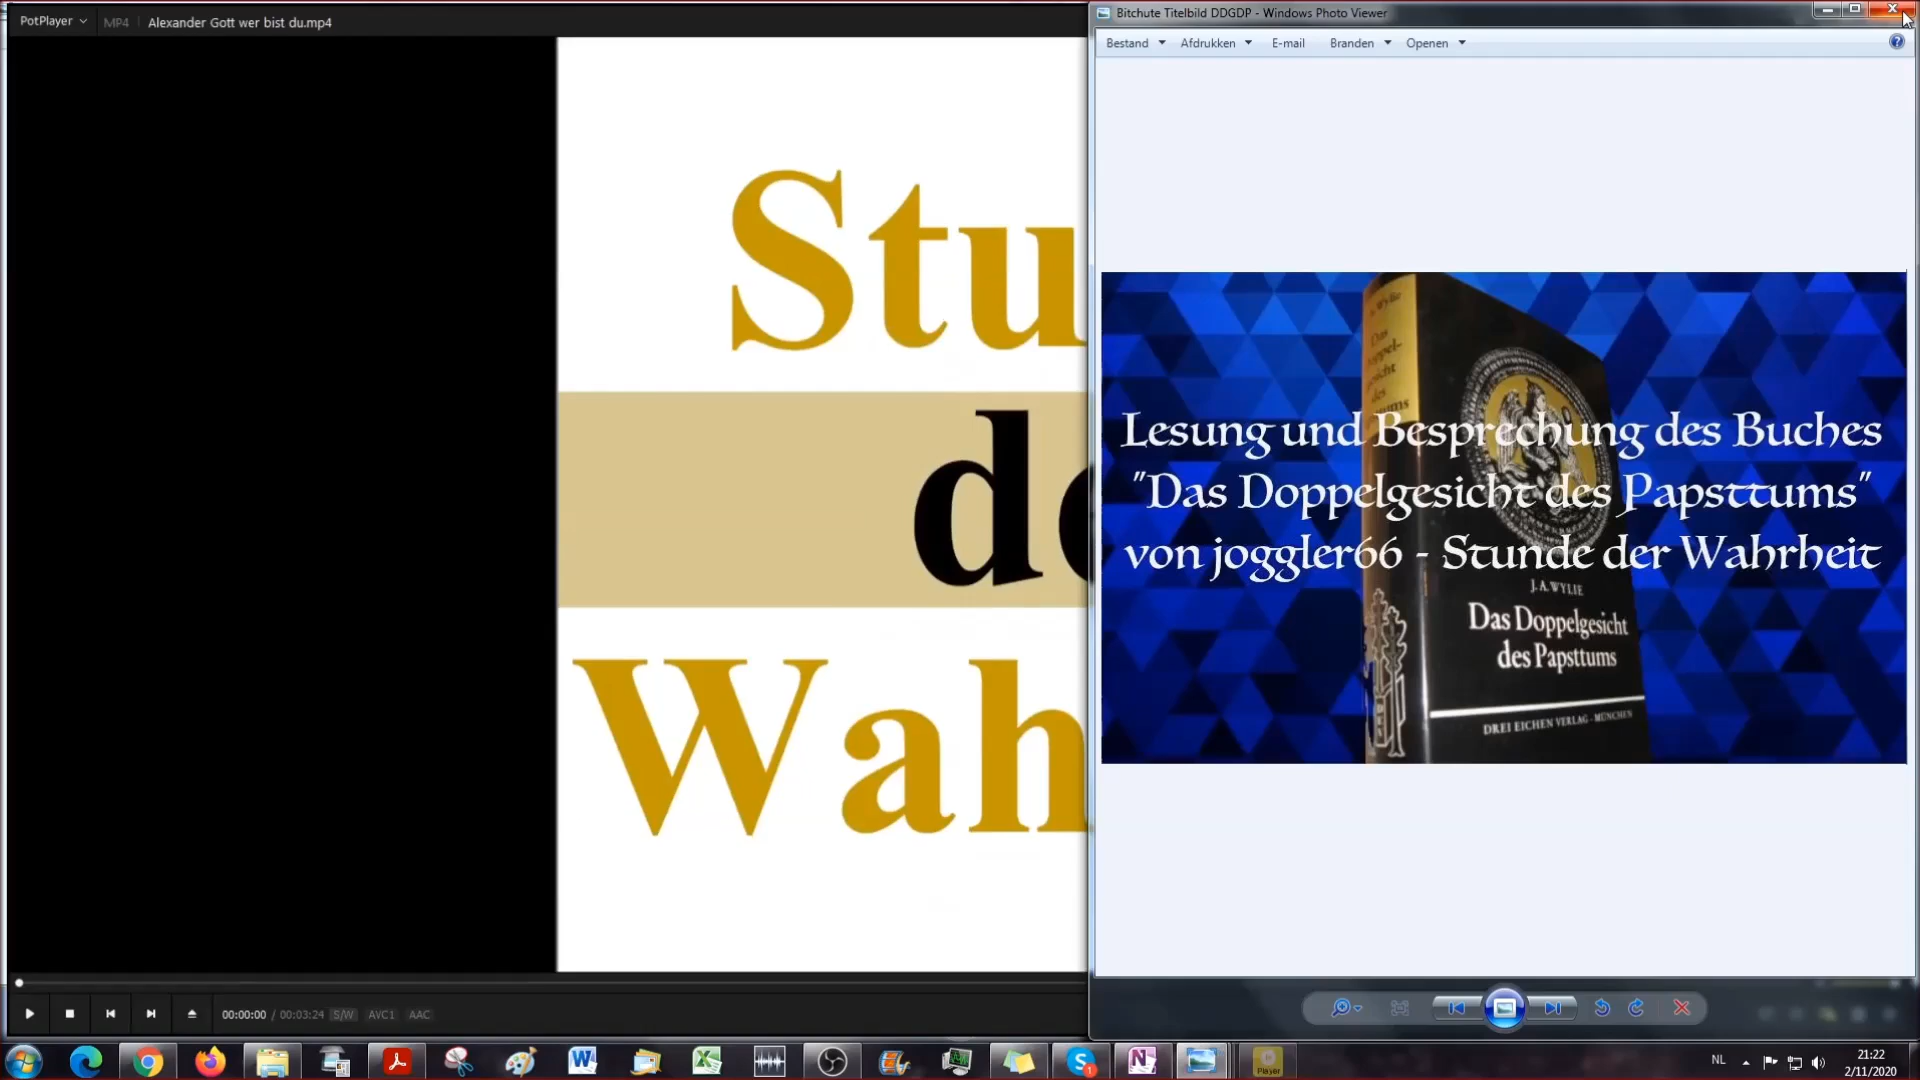 PotPlayer
MP4
Alexander Gott wer bist du.mp4
Stu
d
Wah
00:00:00 / 00:03:24 S/W AVC1 AAC
Bitchute Titelbild DDGDP - Windows Photo Viewer
Bestand Afdrukken E-mail Branden Openen
Lesung und Besprechung des Buches
"Das Doppelgesicht des Papsttums"
von joggler66 - Stunde der Wahrheit
J.A.WYLIE
Das Doppelgesicht
des Papsttums
DREI EICHEN VERLAG - MÜNCHEN
Player
NL
21:22
2/11/2020